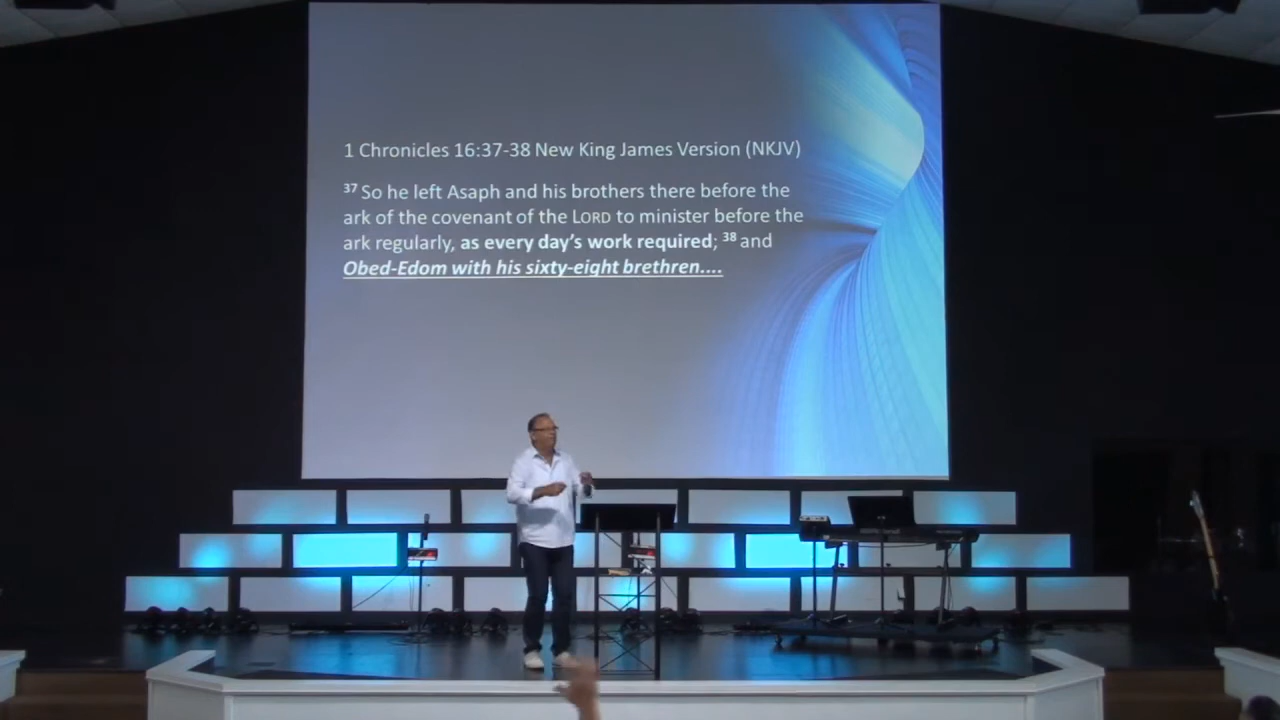 1 Chronicles 16:37-38 New King James Version (NKJV)
37 So he left Asaph and his brothers there before the
ark of the covenant of the LORD to minister before the
ark regularly, as every day's work required; 38 and
Obed-Edom with his sixty-eight brethren....